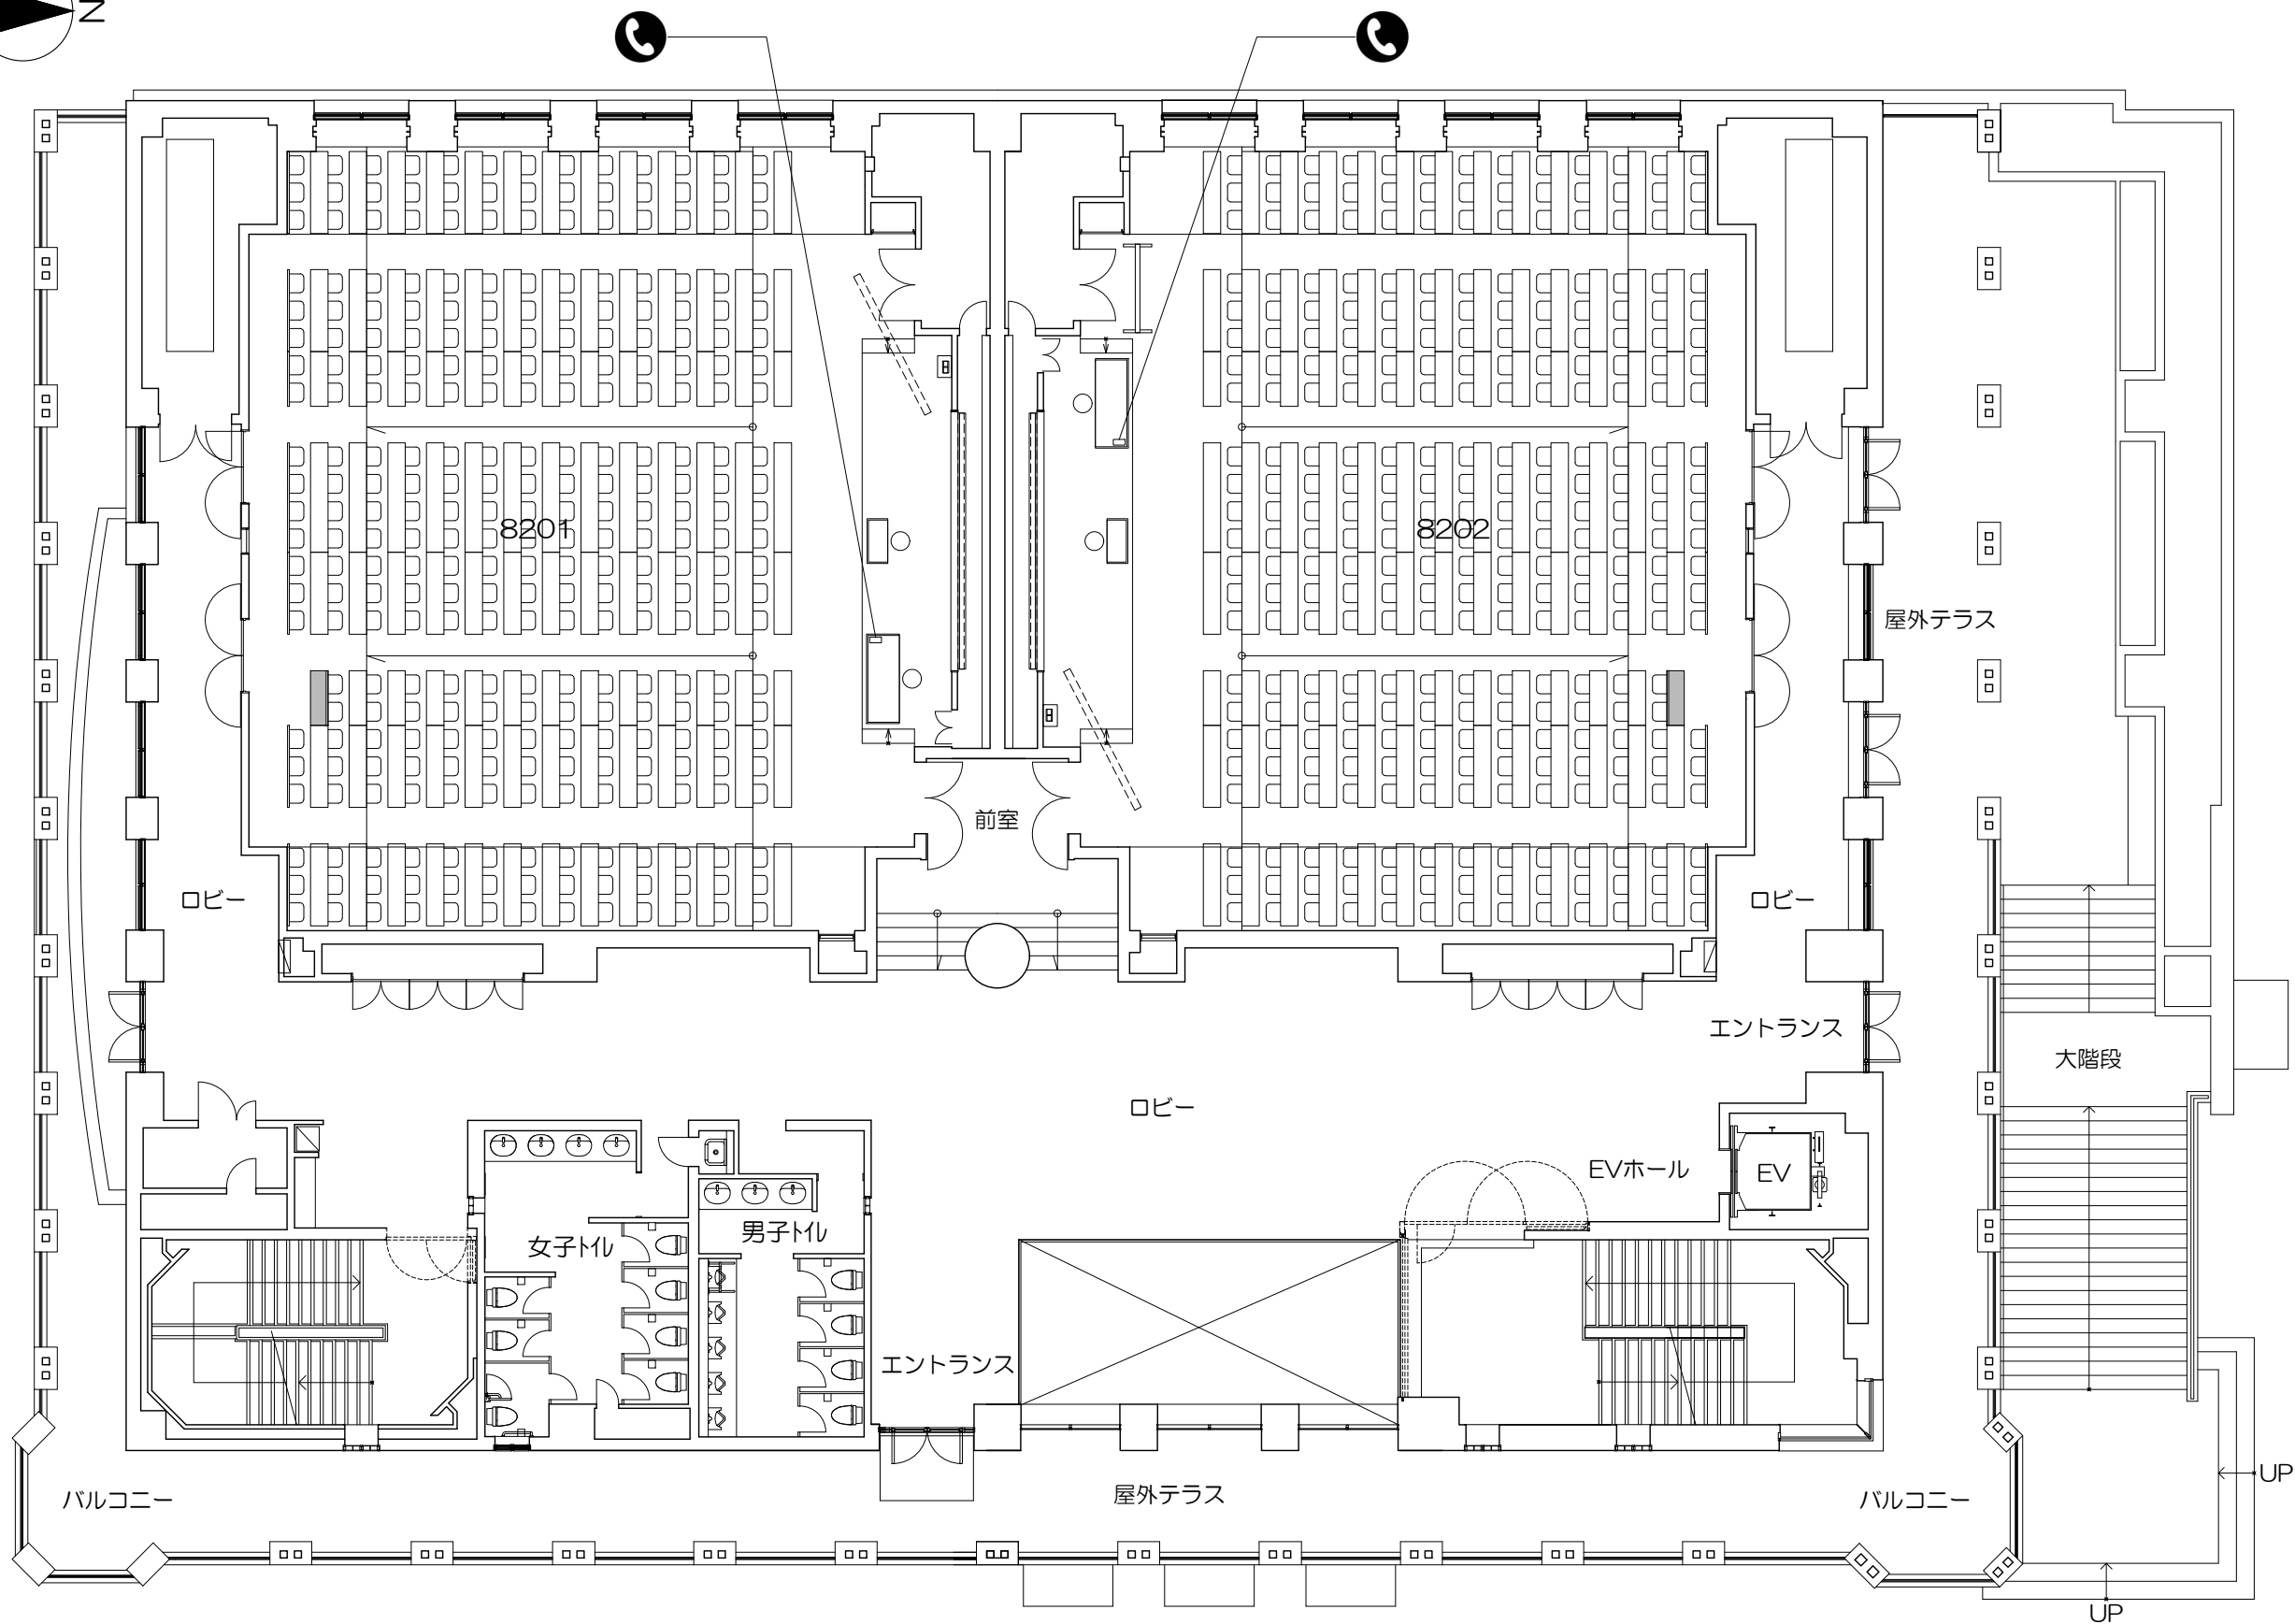 N
8201
8202
屋外テラス
前室
ロビー
ロビー
エントランス
大階段
ロビー
EVホール
EV
男子トイレ
女子トイレ
エントランス
UP
バルコニー
屋外テラス
バルコニー
UP